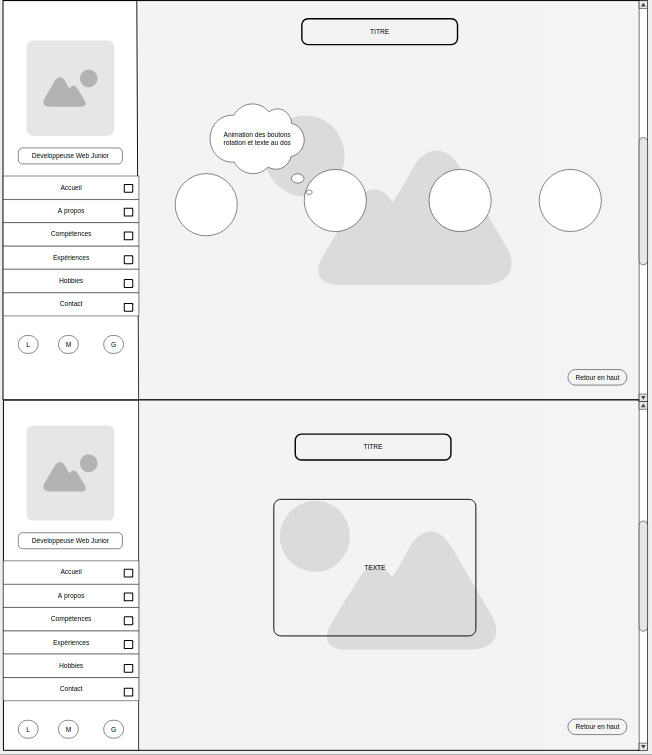 TITRE
Animation des boutons
rotation et texte au dos
Développeuse Web Junior
Accueil
A propos
Compétences
Expériences
Hobbies
Contact
L M G
Retour en haut
TITRE
TEXTE
Développeuse Web Junior
Accueil
A propos
Compétences
Expériences
Hobbies
Contact
L M G
Retour en haut